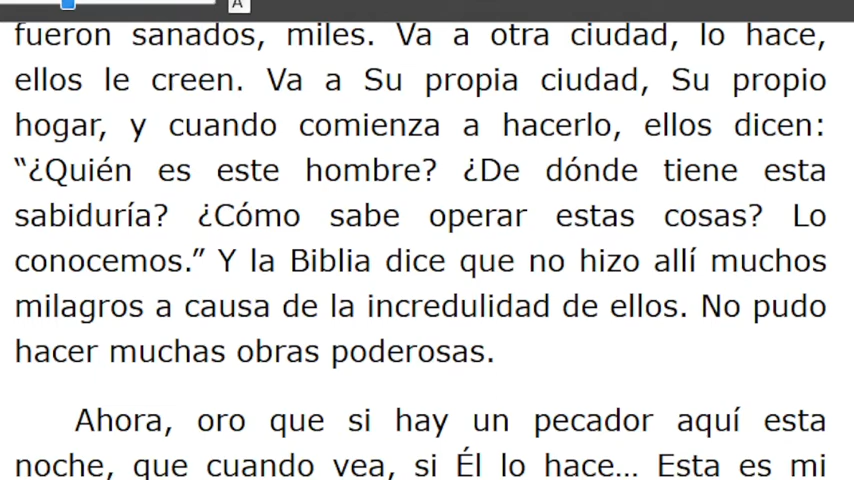 A
fueron sanados, miles. Va a otra ciudad, lo hace,
ellos le creen. Va a Su propia ciudad, Su propio
hogar, y cuando comienza a hacerlo, ellos dicen:
“¿Quién es este hombre? ¿De dónde tiene esta
sabiduría? ¿Cómo sabe operar estas cosas? Lo
conocemos.” Y la Biblia dice que no hizo allí muchos
milagros a causa de la incredulidad de ellos. No pudo
hacer muchas obras poderosas.
Ahora, oro que si hay un pecador aquí esta
noche, que cuando vea, si Él lo hace... Esta es mi